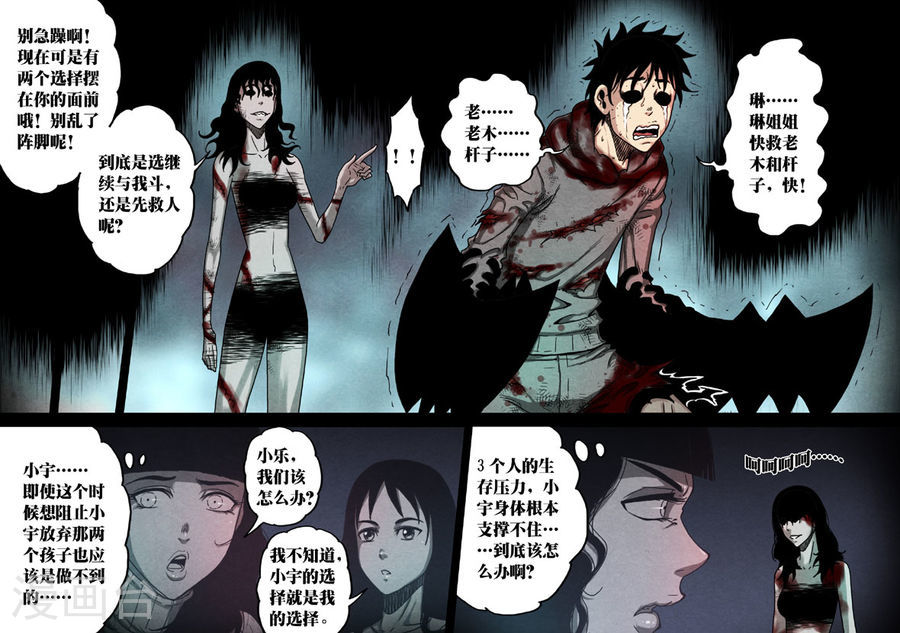 别急躁啊！
现在可是有
两个选择摆
在你的面前
哦！别乱了
阵脚呢！
到底是选继
续与我斗，
还是先救人
呢？
！！
老……
老木……
杆子……
琳……
琳姐姐
快救老
木和杆
子，快！
小宇……
即使这个时
候想阻止小
宇放弃那两
个孩子也应
该是做不到
的……
小乐，
我们该
怎么办？
我不知道，
小宇的选
择就是我
的选择。
3个人的生
存压力，小
宇身体根本
支撑不住…
…到底该怎
么办啊？
呵呵呵呵……
漫画台